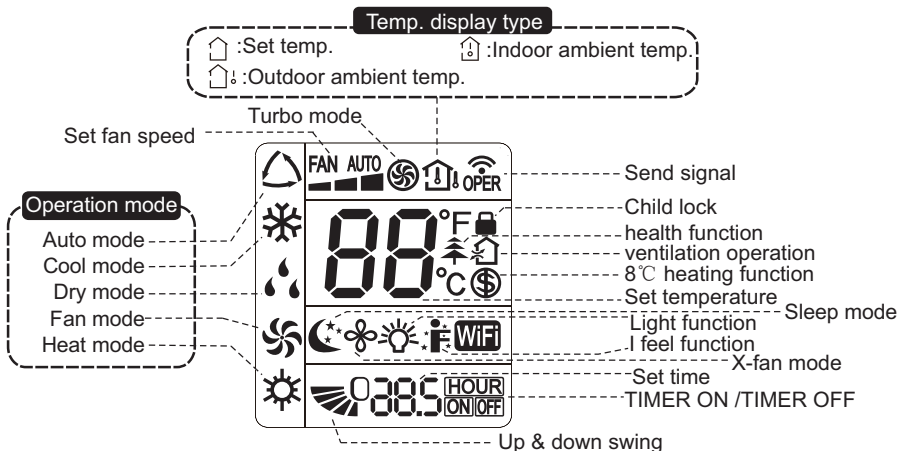 Temp. display type
:Set temp.
:Indoor ambient temp.
:Outdoor ambient temp.
Turbo mode
Set fan speed
FAN AUTO
OPER
Send signal
Operation mode
Child lock
°F
health function
Auto mode
ventilation operation
Cool mode
88
8℃ heating function
°C
Dry mode
Set temperature
Sleep mode
Fan mode
Light function
WiFi
Heat mode
I feel function
X-fan mode
Set time
038.5
HOUR
ON OFF
TIMER ON /TIMER OFF
Up & down swing